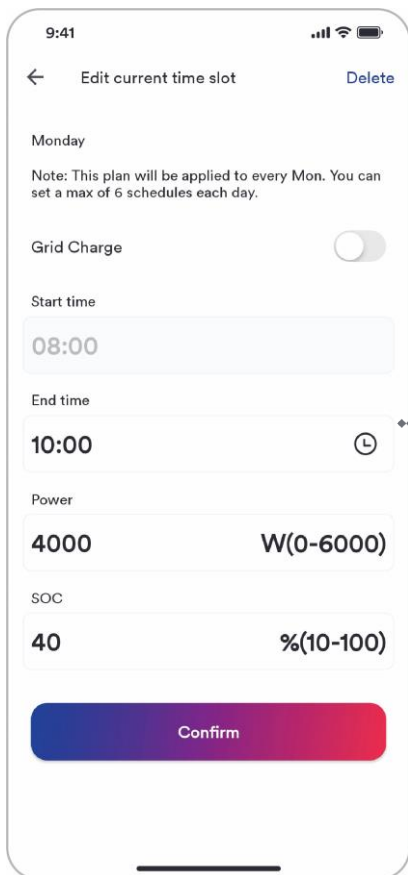 9:41
Edit current time slot
Delete
Monday
Note: This plan will be applied to every Mon. You can
set a max of 6 schedules each day.
Grid Charge
Start time
08:00
End time
10:00
Power
4000 W(0-6000)
SOC
40 %(10-100)
Confirm